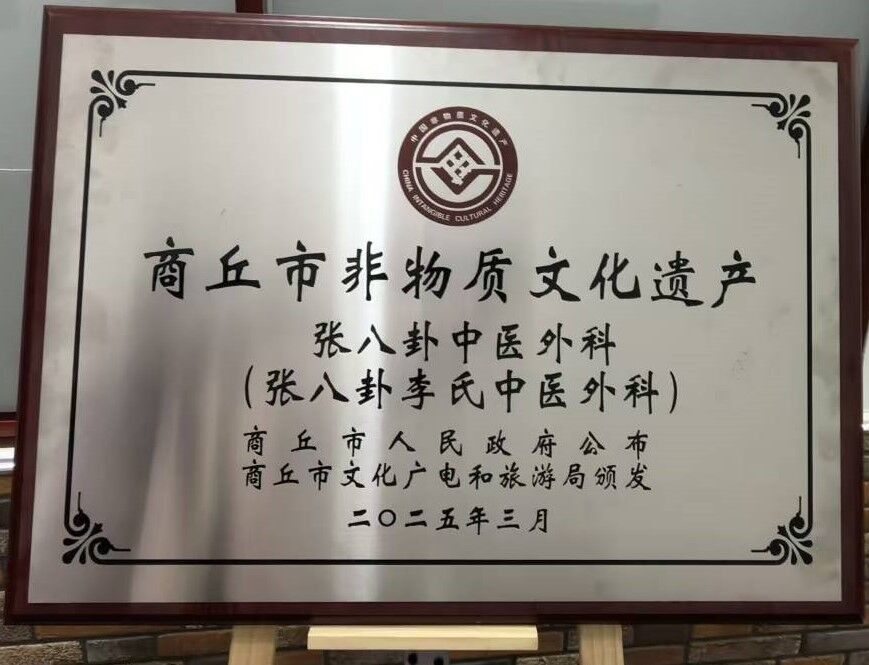 中国非物质文化遗产
CHINA INTANGIBLE CULTURAL HERITAGE
商丘市非物质文化遗产
张八卦中医外科
(张八卦李氏中医外科)
商丘市人民政府公布
商丘市文化广电和旅游局颁发
二〇二五年三月